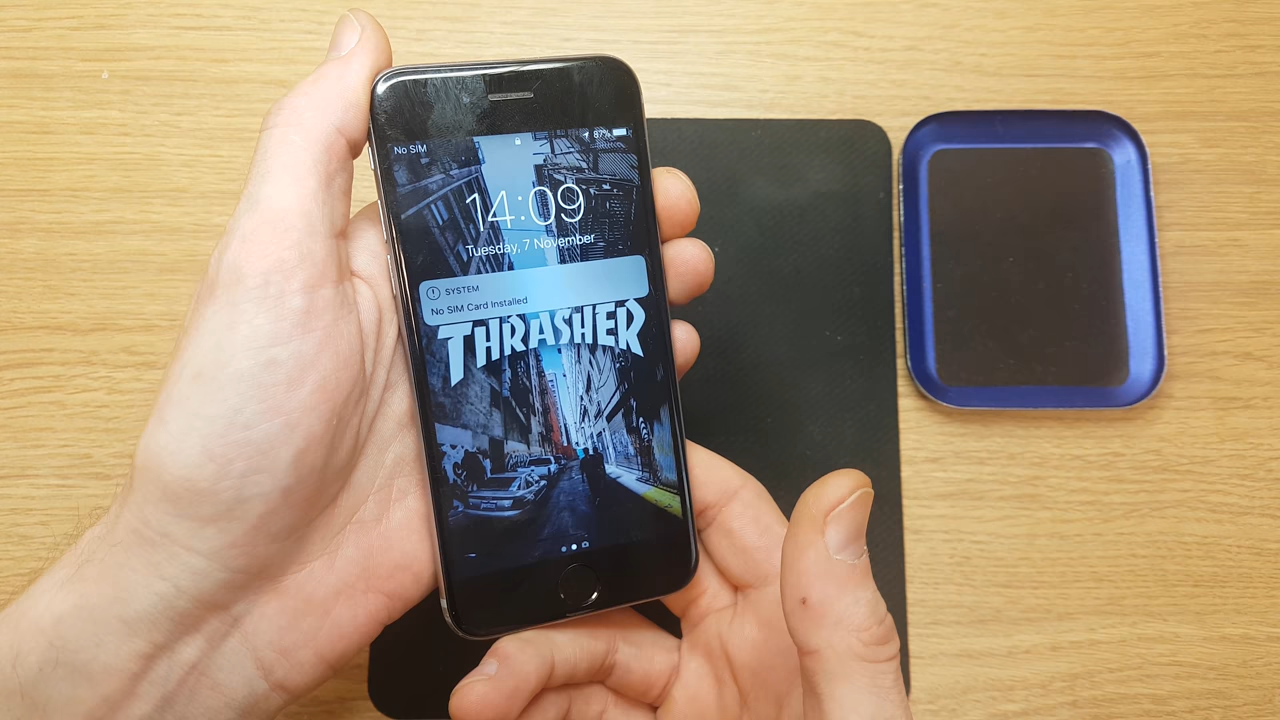 No SIM
87%
14:09
Tuesday, 7 November
SYSTEM
No SIM Card Installed
THRASHER